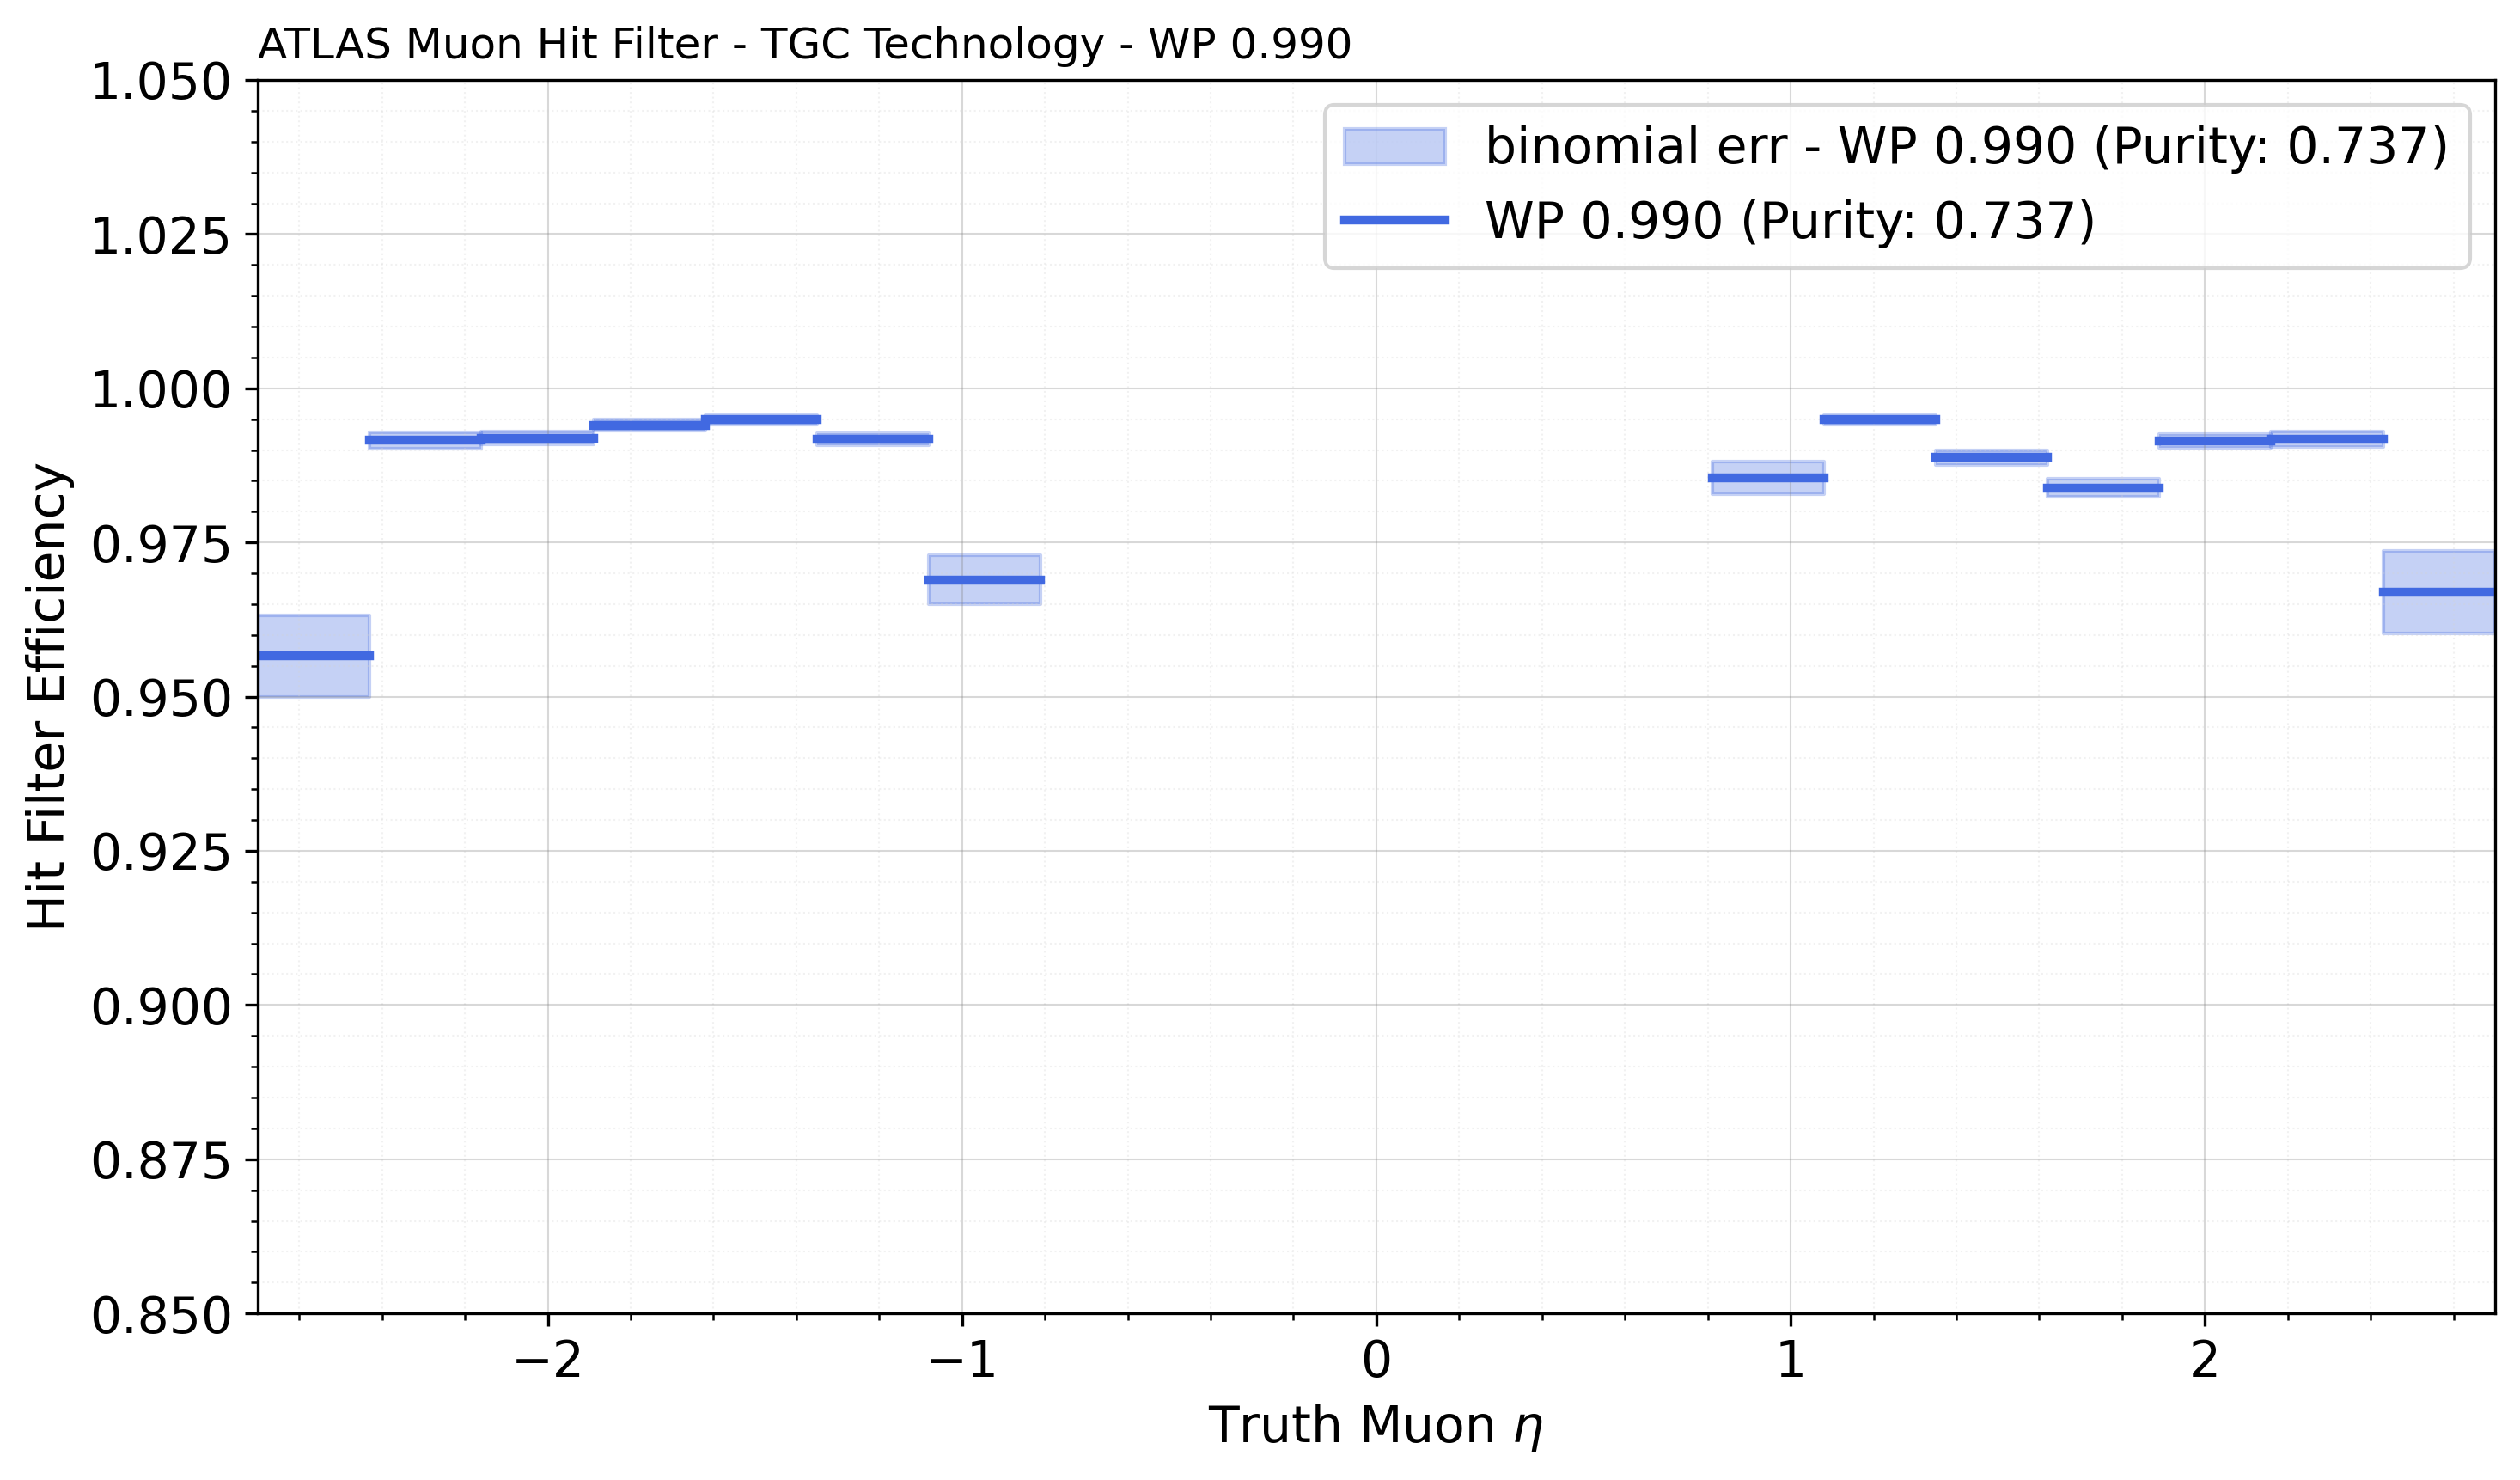 ATLAS Muon Hit Filter - TGC Technology - WP 0.990
1.050
1.025
1.000
0.975
0.950
0.925
0.900
0.875
0.850
Hit Filter Efficiency
binomial err - WP 0.990 (Purity: 0.737)
WP 0.990 (Purity: 0.737)
−2
−1
0
1
2
Truth Muon η